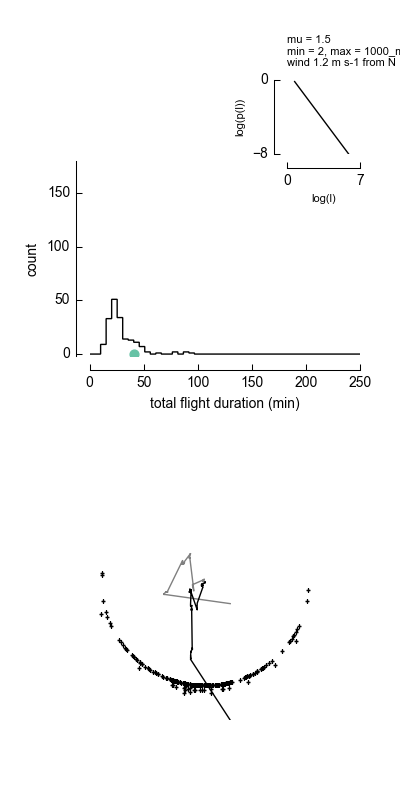 mu = 1.5
min = 2, max = 1000_m
wind 1.2 m s-1 from N
0
−8
log(p(l))
0 7
log(l)
150
100
50
0
count
0 50 100 150 200 250
total flight duration (min)